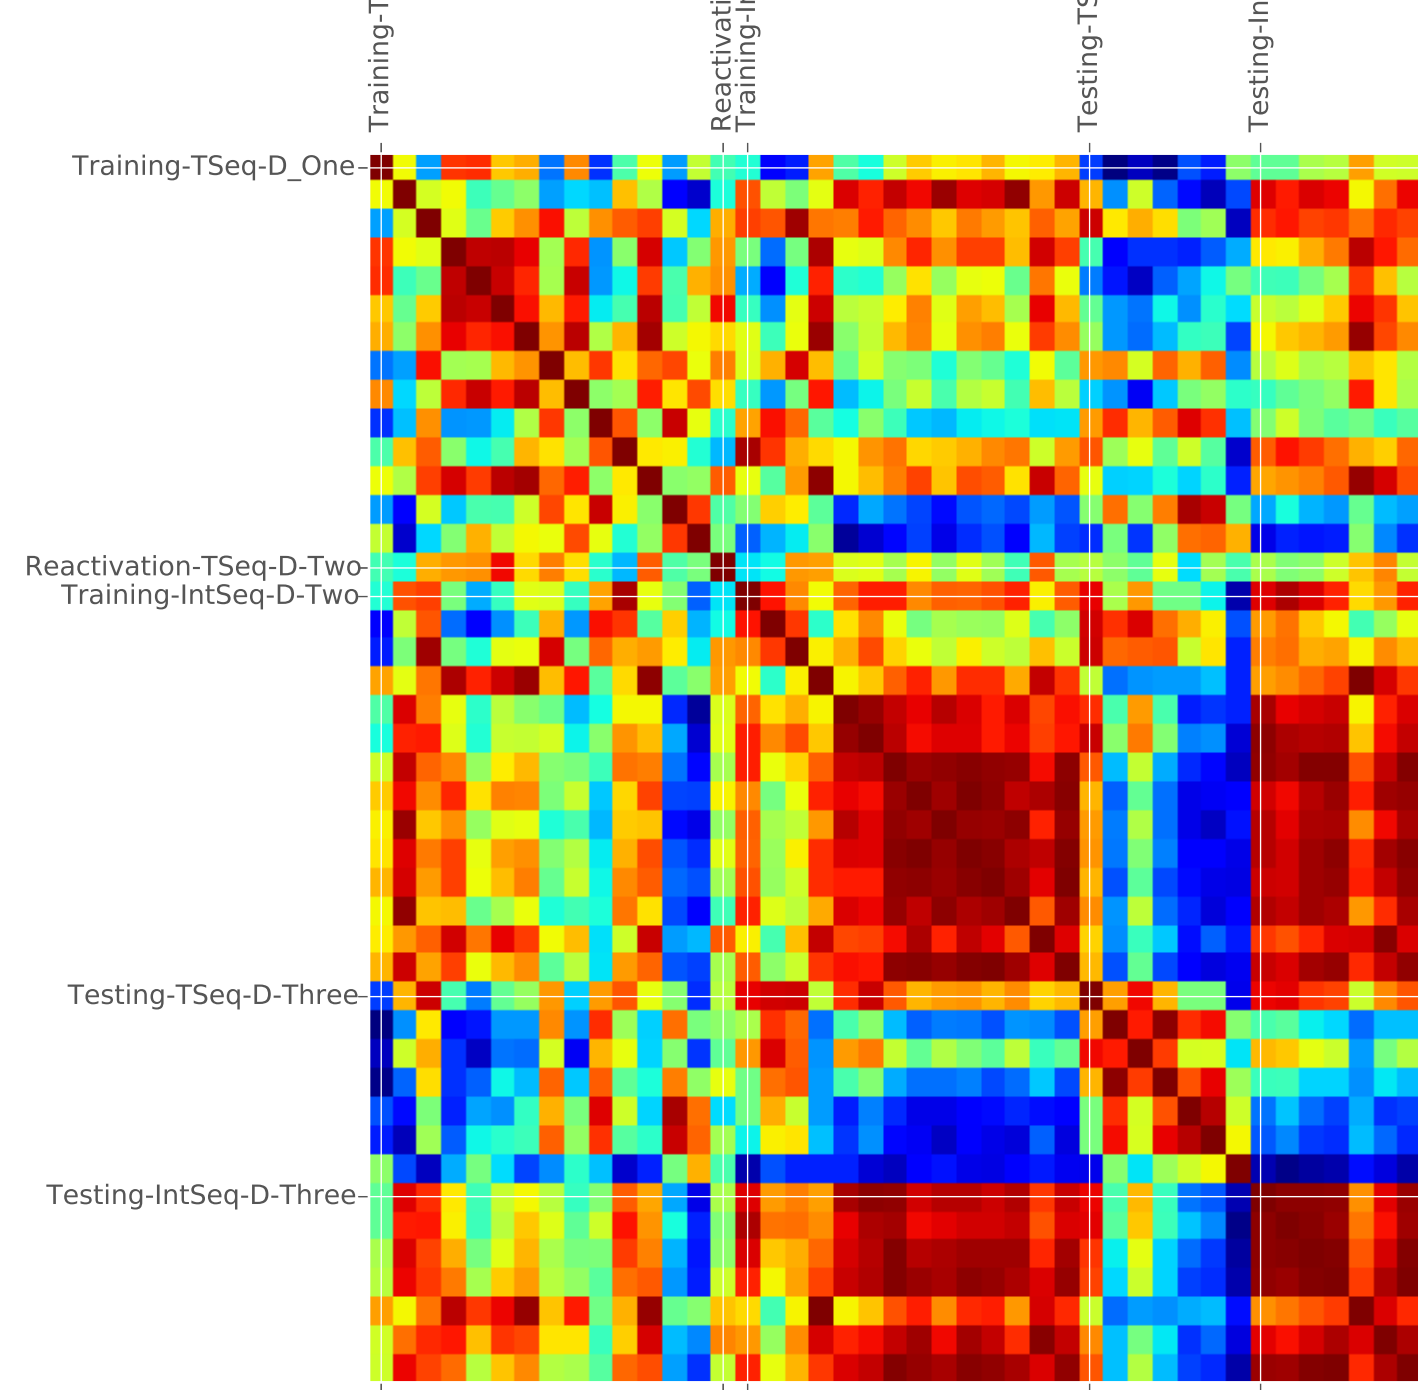 Training-T
Reactivati
Training-I
Testing-TS
Testing-In
Training-TSeq-D_One
Reactivation-TSeq-D-Two
Training-IntSeq-D-Two
Testing-TSeq-D-Three
Testing-IntSeq-D-Three